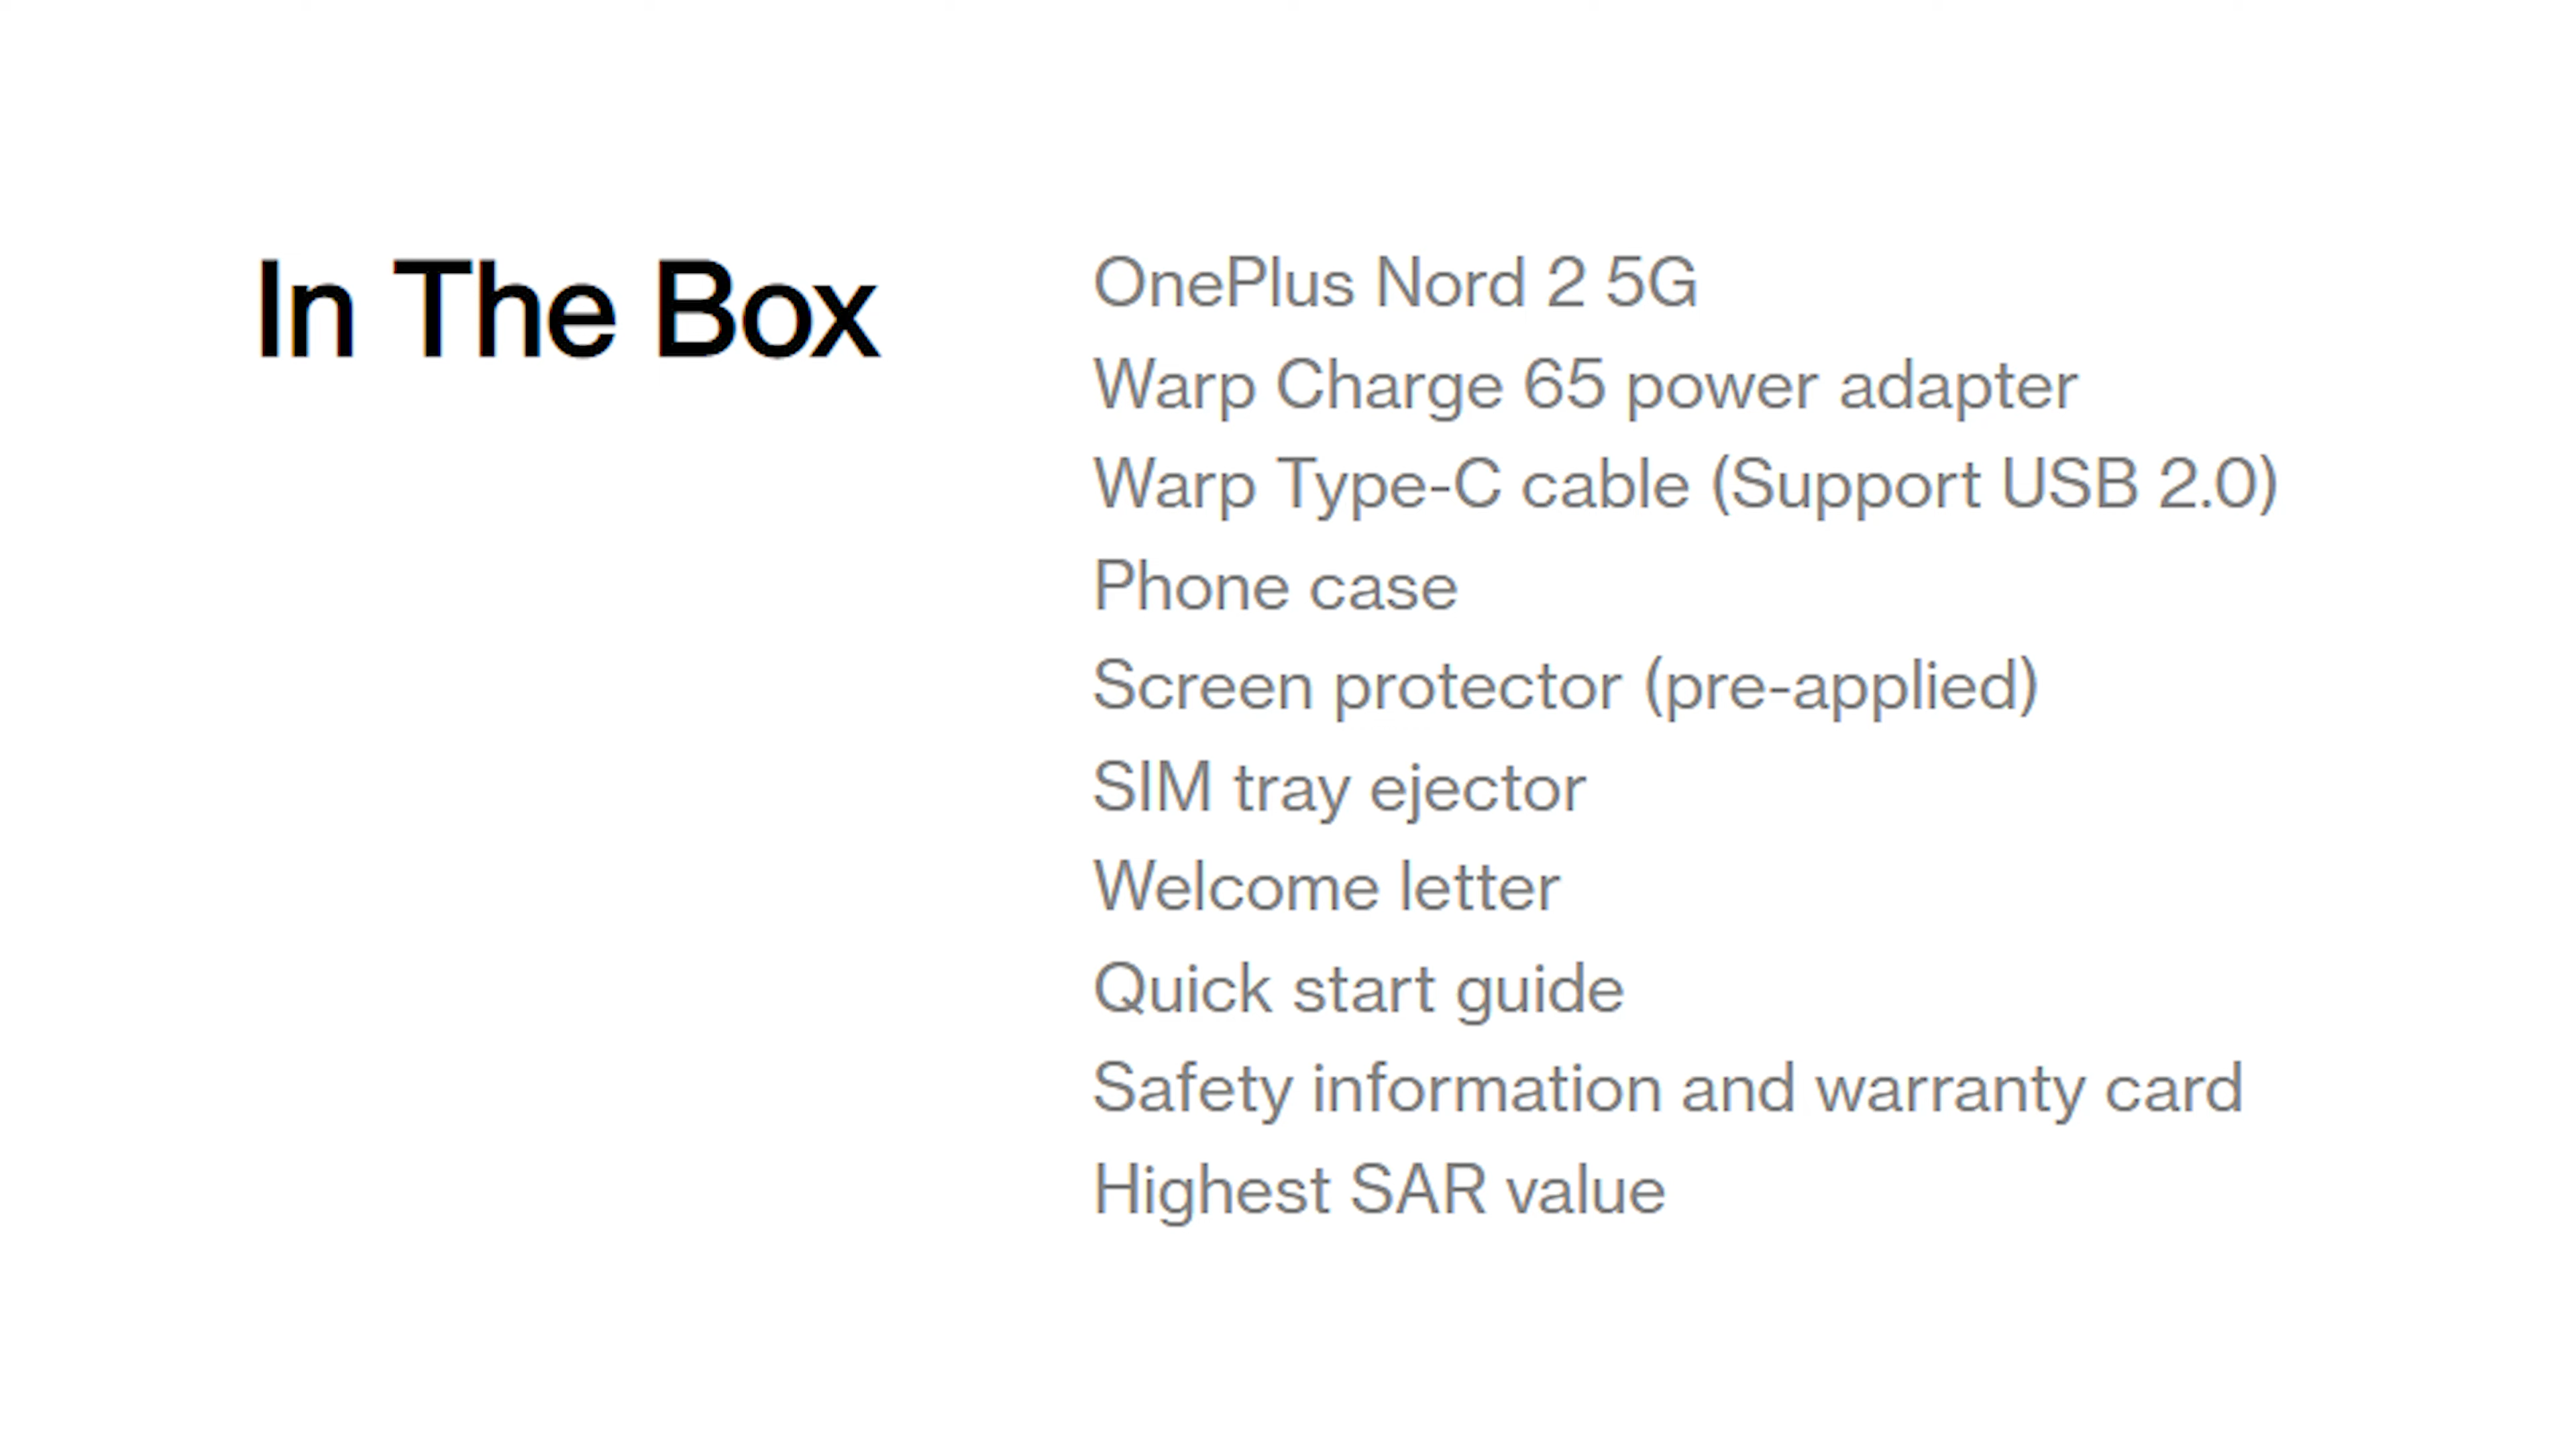 In The Box
OnePlus Nord 2 5G
Warp Charge 65 power adapter
Warp Type-C cable (Support USB 2.0)
Phone case
Screen protector (pre-applied)
SIM tray ejector
Welcome letter
Quick start guide
Safety information and warranty card
Highest SAR value